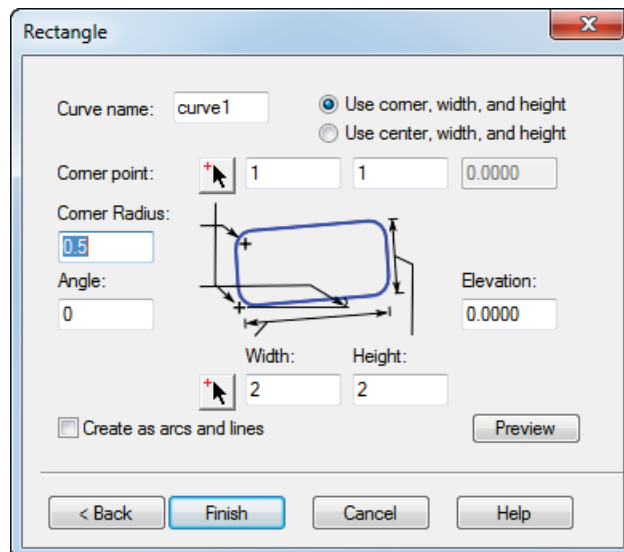 Rectangle
Curve name: curve1
Use corner, width, and height
Use center, width, and height
Corner point: 1 1 0.0000
Corner Radius:
0.5
Angle: Elevation:
0 0.0000
Width: Height:
2 2
Create as arcs and lines Preview
< Back Finish Cancel Help